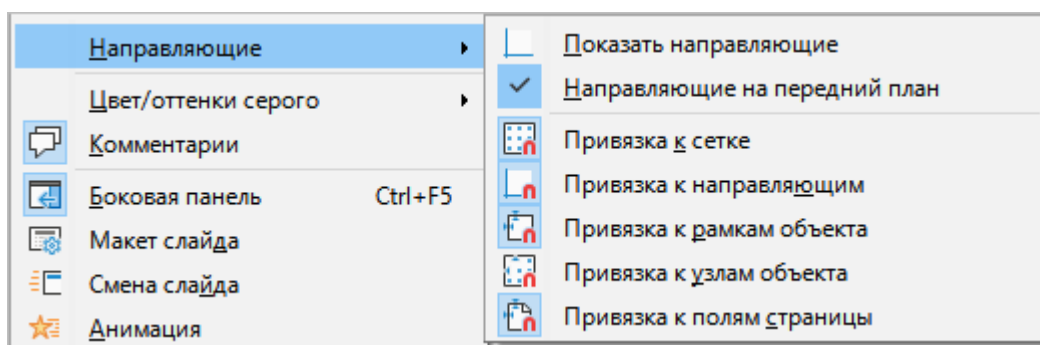 Направляющие
Цвет/оттенки серого
Комментарии
Боковая панель Ctrl+F5
Макет слайда
Смена слайда
Анимация
Показать направляющие
Направляющие на передний план
Привязка к сетке
Привязка к направляющим
Привязка к рамкам объекта
Привязка к узлам объекта
Привязка к полям страницы